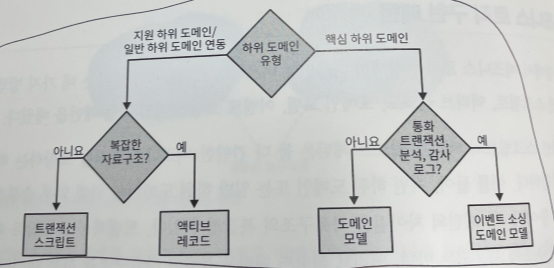 지원 하위 도메인/
일반 하위 도메인 연동
하위 도메인
유형
핵심 하위 도메인
복잡한
자료구조?
아니요
예
통화
트랜잭션,
분석, 감사
로그?
아니요
예
트랜잭션
스크립트
액티브
레코드
도메인
모델
이벤트 소싱
도메인 모델